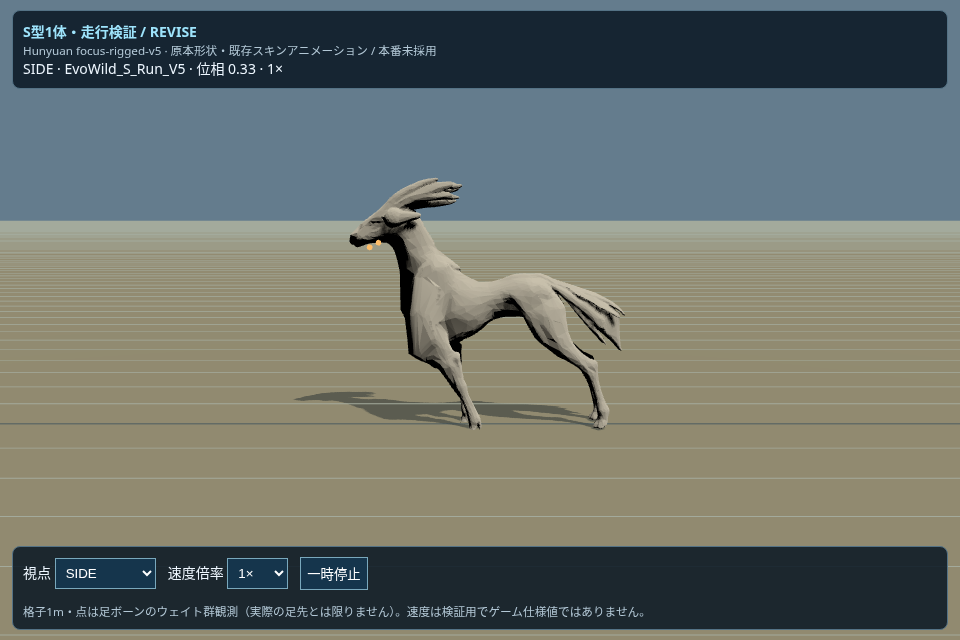 S型1体・走行検証 / REVISE
Hunyuan focus-rigged-v5 · 原本形状・既存スキンアニメーション / 本番未採用
SIDE · EvoWild_S_Run_V5 · 位相 0.33 · 1×
視点 SIDE 速度倍率 1× 一時停止
格子1m・点は足ボーンのウェイト群観測（実際の足先とは限りません）。速度は検証用でゲーム仕様値ではありません。